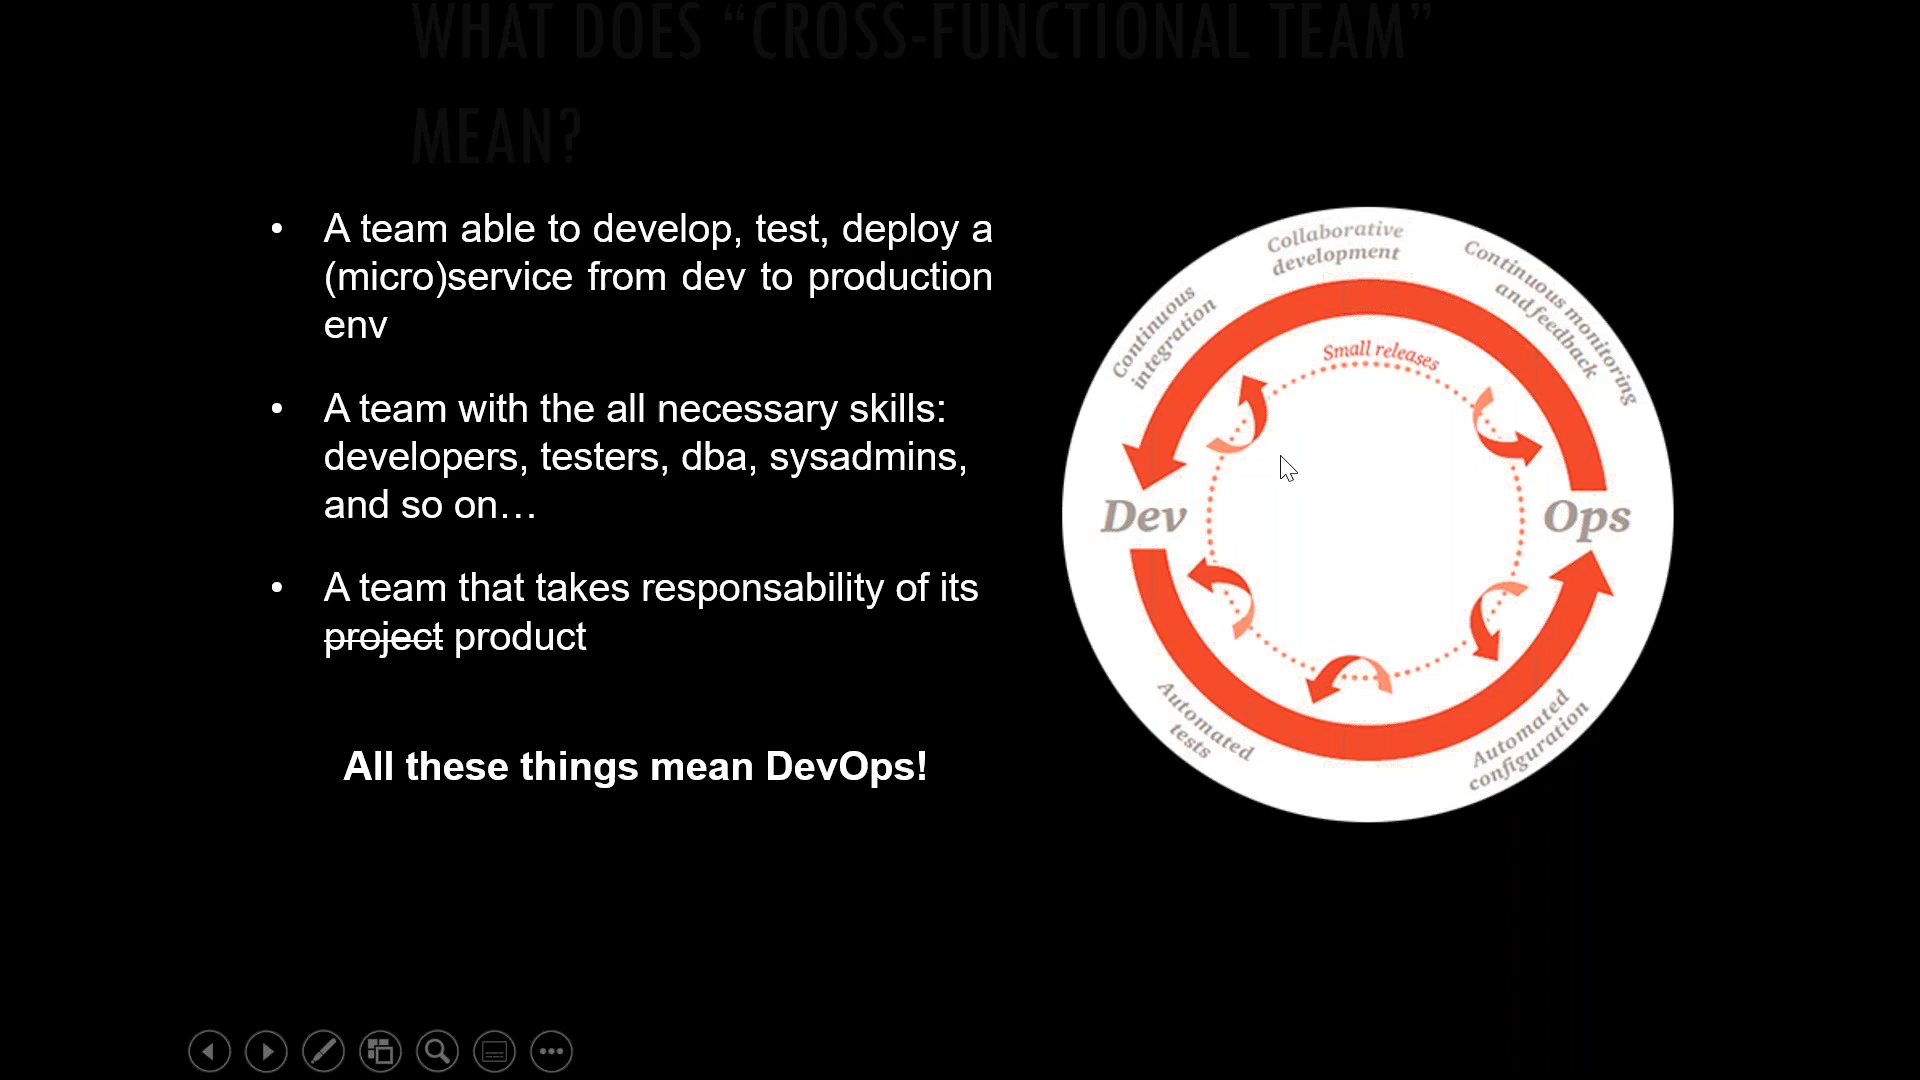 WHAT DOES “CROSS-FUNCTIONAL TEAM”
MEAN?
• A team able to develop, test, deploy a
(micro)service from dev to production
env
• A team with the all necessary skills:
developers, testers, dba, sysadmins,
and so on…
• A team that takes responsability of its
project product
All these things mean DevOps!
Collaborative
development
Continuous monitoring
and feedback
Continuous
integration
Small releases
Dev
Ops
Automated
tests
Automated
configuration